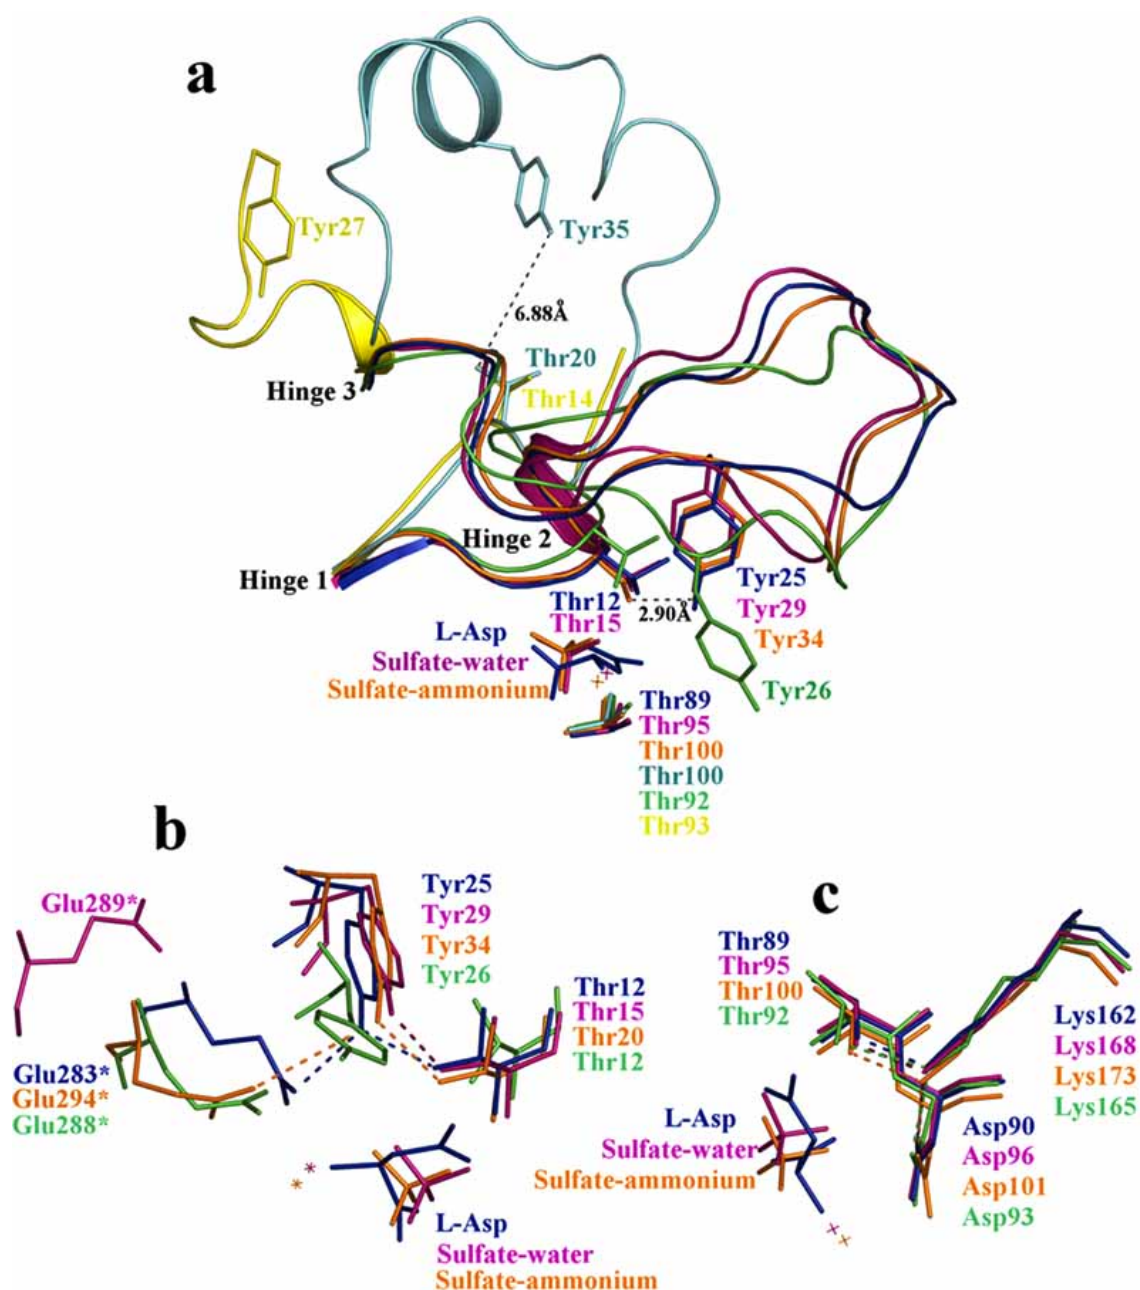 a
Tyr27
Tyr35
6.88Å
Thr20
Hinge 3
Thr14
Hinge 2
Hinge 1
Tyr25
Thr12
2.90Å
Tyr29
Thr15
L-Asp
Tyr34
Sulfate-water
Sulfate-ammonium
Tyr26
Thr89
Thr95
Thr100
Thr100
Thr92
Thr93
b
Glu289*
Tyr25
Tyr29
Tyr34
Tyr26
Thr12
Thr15
Thr20
Thr12
Glu283*
Glu294*
Glu288*
L-Asp
Sulfate-water
Sulfate-ammonium
c
Thr89
Thr95
Thr100
Thr92
Lys162
Lys168
Lys173
Lys165
L-Asp
Sulfate-water
Sulfate-ammonium
Asp90
Asp96
Asp101
Asp93